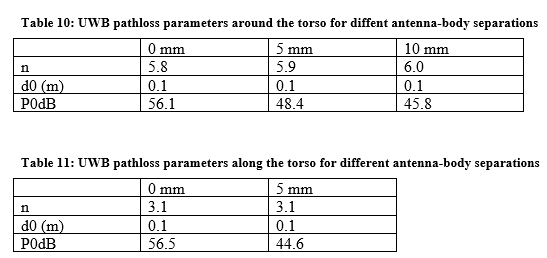 Table 10: UWB pathloss parameters around the torso for diffent antenna-body separations
0 mm 5 mm 10 mm
n 5.8 5.9 6.0
d0 (m) 0.1 0.1 0.1
P0dB 56.1 48.4 45.8
Table 11: UWB pathloss parameters along the torso for different antenna-body separations
0 mm 5 mm
n 3.1 3.1
d0 (m) 0.1 0.1
P0dB 56.5 44.6